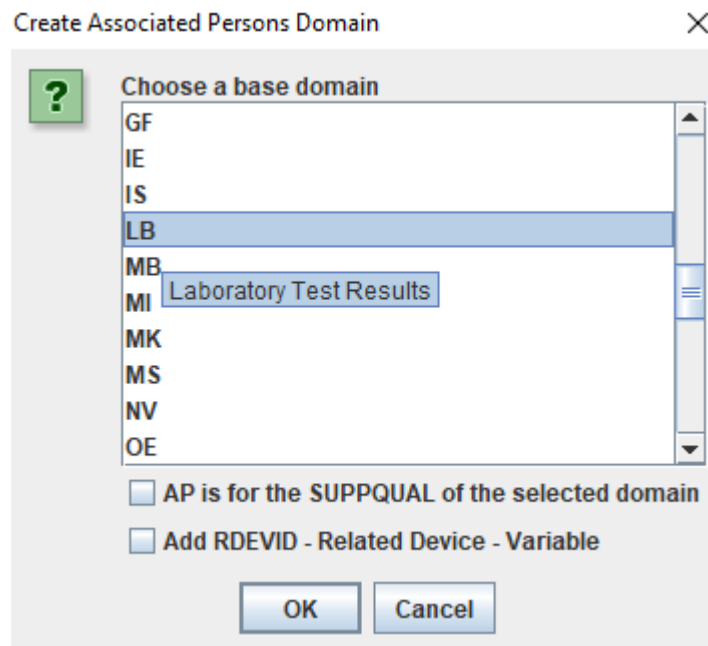 Create Associated Persons Domain
?
Choose a base domain
GF
IE
IS
LB
MB
Laboratory Test Results
MI
MK
MS
NV
OE
AP is for the SUPPQUAL of the selected domain
Add RDEVID - Related Device - Variable
OK
Cancel